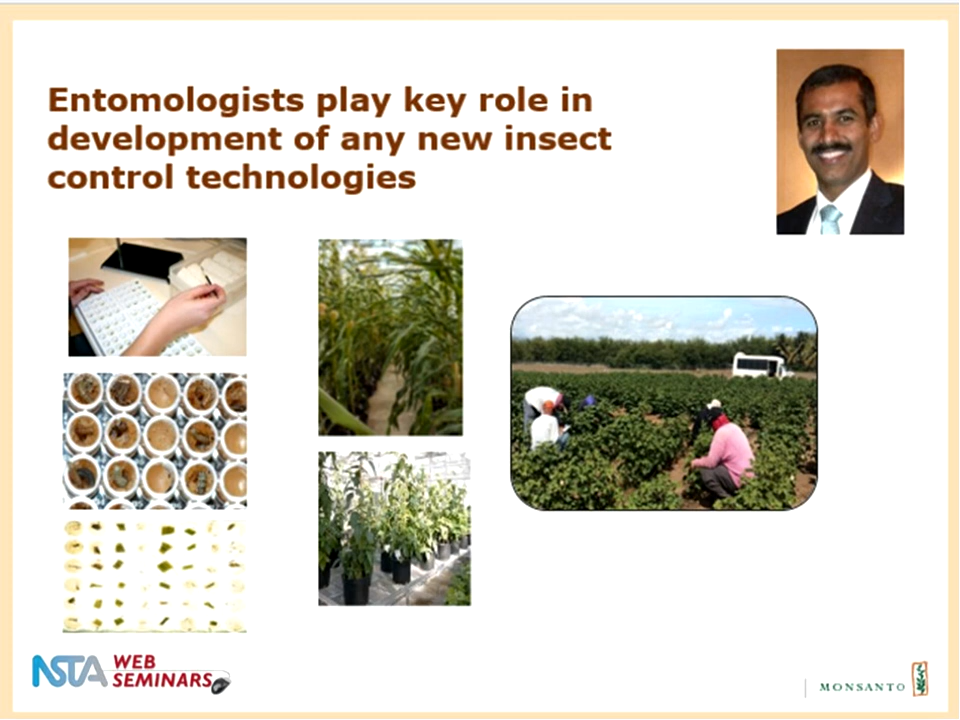 Entomologists play key role in
development of any new insect
control technologies
NSTA WEB
SEMINARS
MONSANTO